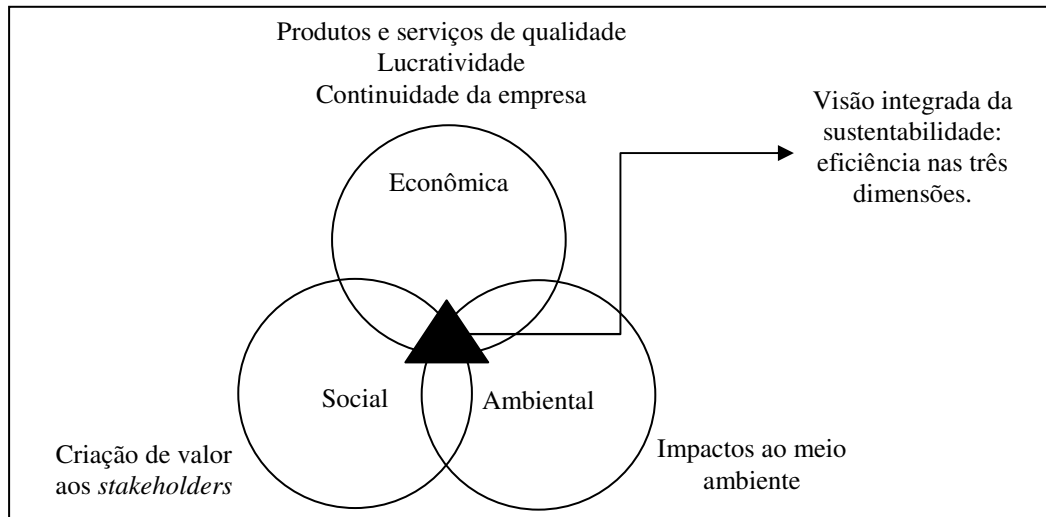 Produtos e serviços de qualidade
Lucratividade
Continuidade da empresa
Visão integrada da
sustentabilidade:
eficiência nas três
dimensões.
Econômica
Social
Ambiental
Criação de valor
aos stakeholders
Impactos ao meio
ambiente